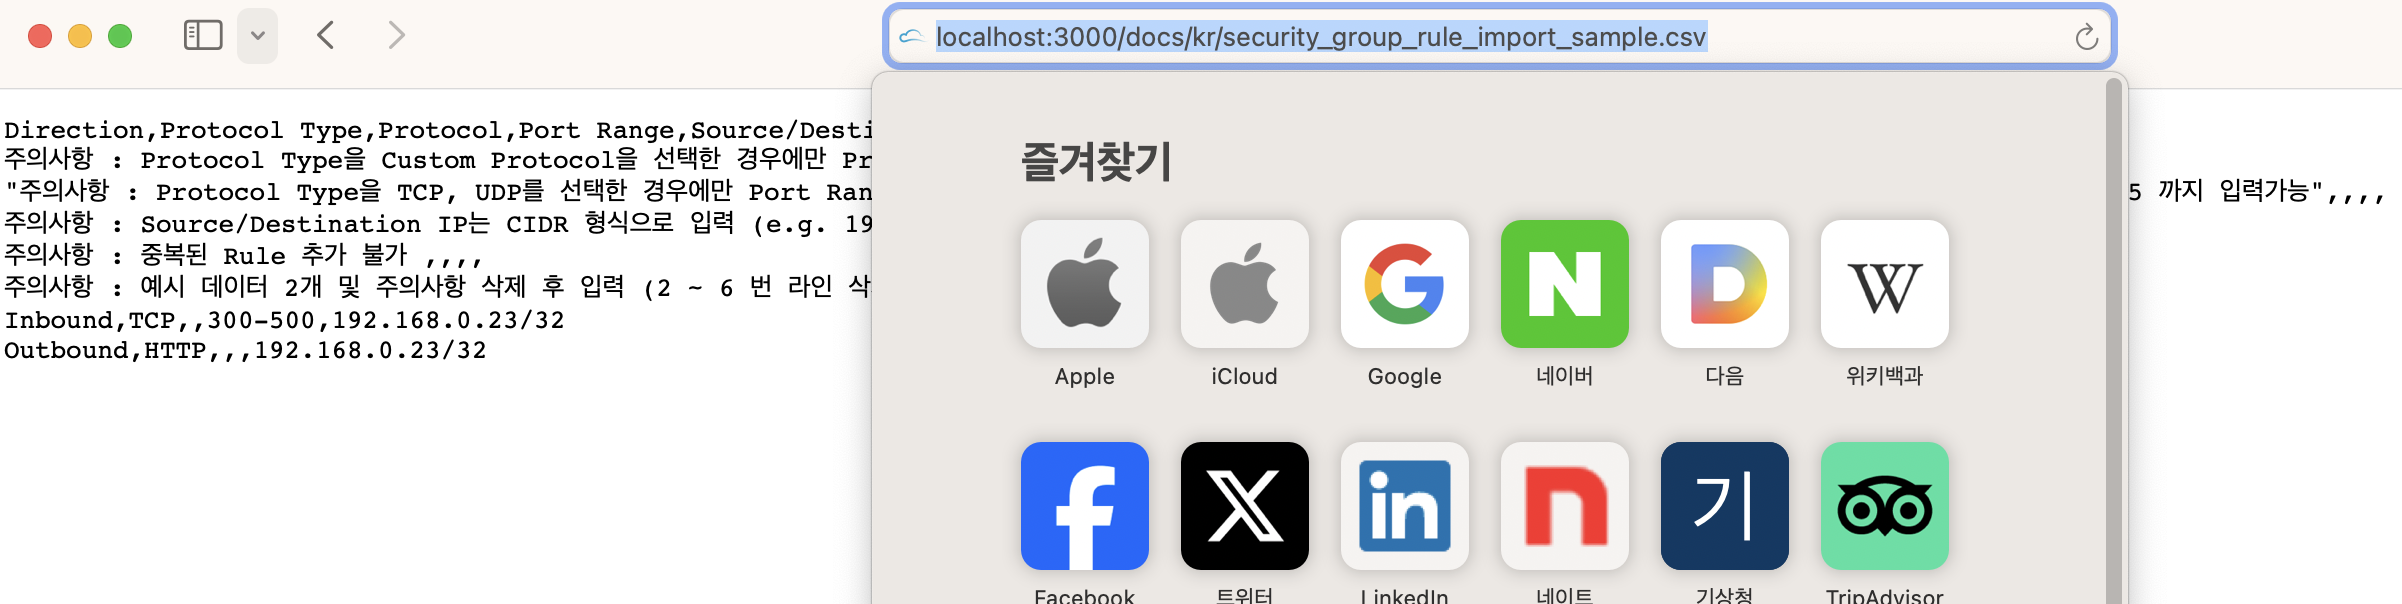 localhost:3000/docs/kr/security_group_rule_import_sample.csv
Direction,Protocol Type,Protocol,Port Range,Source/Desti
주의사항 : Protocol Type을 Custom Protocol을 선택한 경우에만 Pr
"주의사항 : Protocol Type을 TCP, UDP를 선택한 경우에만 Port Ran
5 까지 입력가능",,,,
주의사항 : Source/Destination IP는 CIDR 형식으로 입력 (e.g. 19
주의사항 : 중복된 Rule 추가 불가 ,,,,
주의사항 : 예시 데이터 2개 및 주의사항 삭제 후 입력 (2 ~ 6 번 라인 삭
Inbound,TCP,,300-500,192.168.0.23/32
Outbound,HTTP,,,192.168.0.23/32
즐겨찾기
Apple
iCloud
Google
네이버
다음
위키백과
기
Facebook
트위터
LinkedIn
네이트
기상청
TripAdvisor